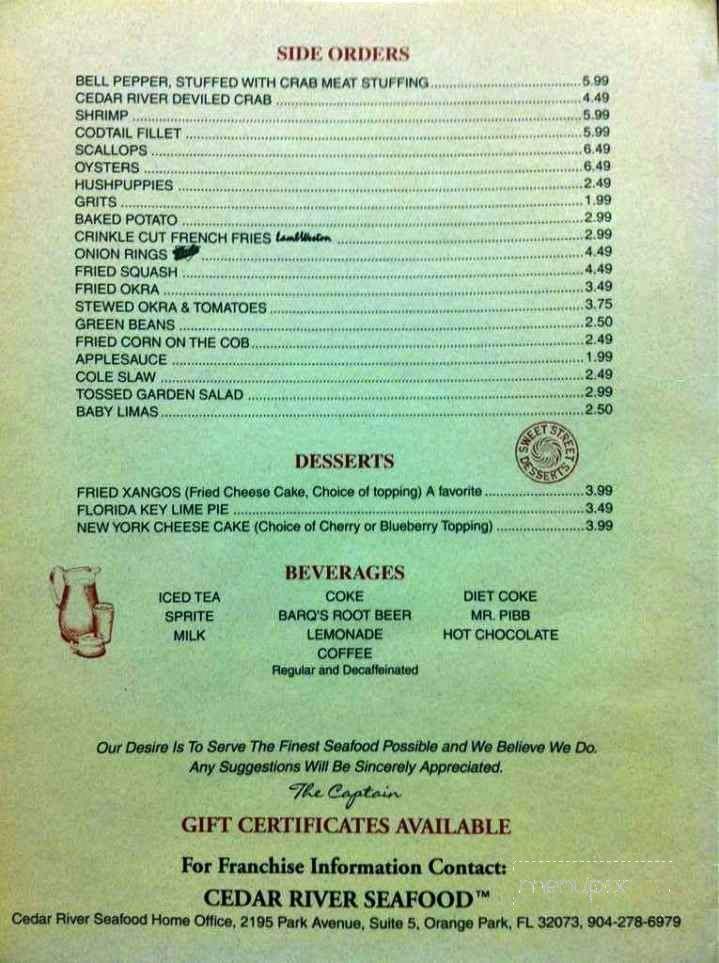 SIDE ORDERS
BELL PEPPER, STUFFED WITH CRAB MEAT STUFFING 5.99
CEDAR RIVER DEVILED CRAB 4.49
SHRIMP 5.99
CODTAIL FILLET 5.99
SCALLOPS 6.49
OYSTERS 6.49
HUSHPUPPIES 2.49
GRITS 1.99
BAKED POTATO 2.99
CRINKLE CUT FRENCH FRIES LambWeston 2.99
ONION RINGS 4.49
FRIED SQUASH 4.49
FRIED OKRA 3.49
STEWED OKRA & TOMATOES 3.75
GREEN BEANS 2.50
FRIED CORN ON THE COB 2.49
APPLESAUCE 1.99
COLE SLAW 2.49
TOSSED GARDEN SALAD 2.99
BABY LIMAS 2.50
SWEET STREET DESSERTS
DESSERTS
FRIED XANGOS (Fried Cheese Cake, Choice of topping) A favorite 3.99
FLORIDA KEY LIME PIE 3.49
NEW YORK CHEESE CAKE (Choice of Cherry or Blueberry Topping) 3.99
BEVERAGES
ICED TEA COKE DIET COKE
SPRITE BARQ'S ROOT BEER MR. PIBB
MILK LEMONADE HOT CHOCOLATE
COFFEE
Regular and Decaffeinated
Our Desire Is To Serve The Finest Seafood Possible and We Believe We Do.
Any Suggestions Will Be Sincerely Appreciated.
The Captain
GIFT CERTIFICATES AVAILABLE
For Franchise Information Contact:
menupix
CEDAR RIVER SEAFOOD™
Cedar River Seafood Home Office, 2195 Park Avenue, Suite 5, Orange Park, FL 32073, 904-278-6979